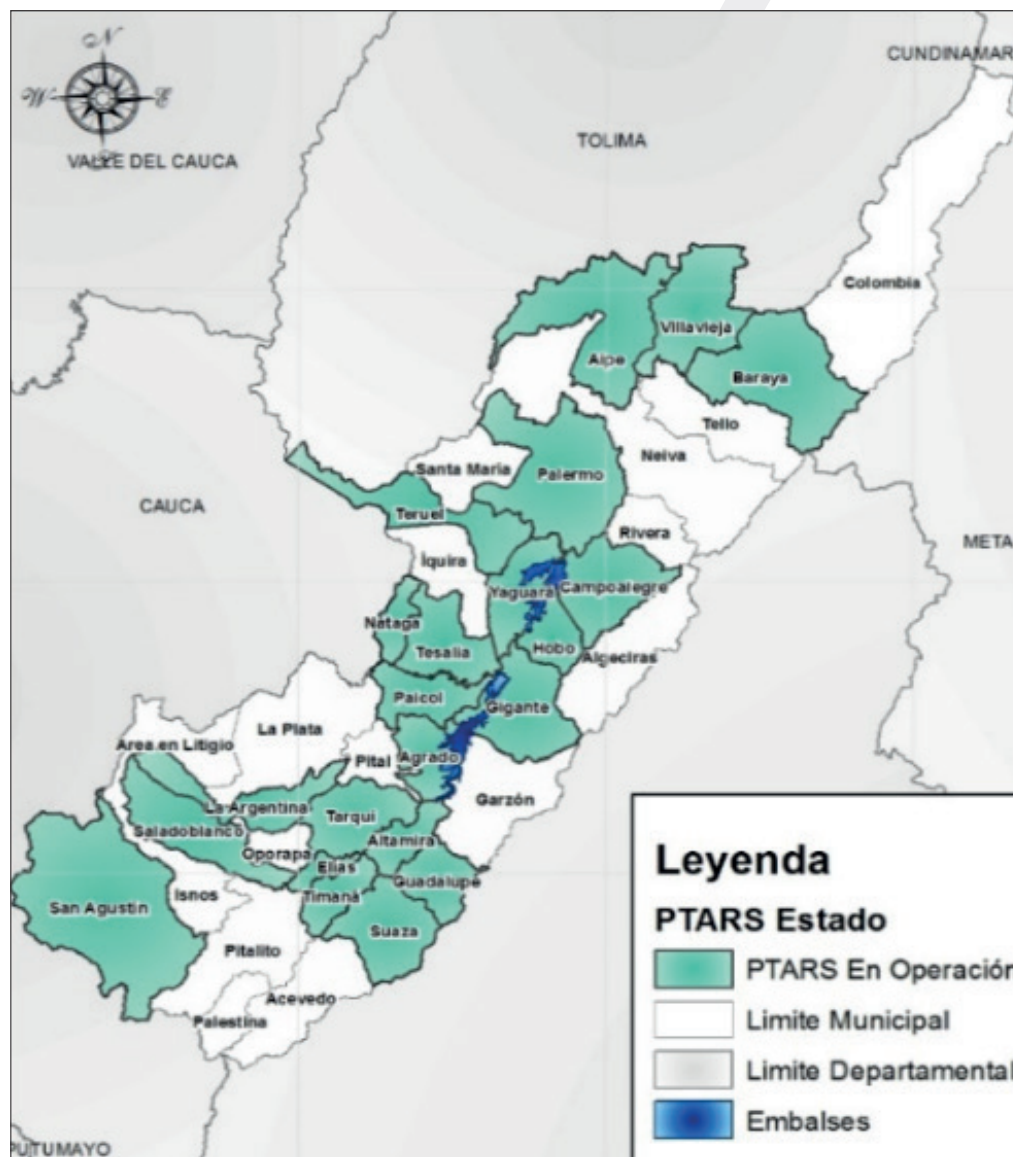 N
W
E
CUNDINAMAR
TOLIMA
VALLE DEL CAUCA
Colombia
Villavieja
Aipe
Baraya
Tello
Neiva
Santa María
Palermo
CAUCA
Teruel
Rivera
META
Íquira
Yaguara
Campoalegre
Nátaga
Tesalia
Hobo
Algeciras
Paicol
Gigante
La Plata
Area en Litigio
Pital
Agrado
Garzón
La Argentina
Tarqui
Saladoblanco
Altamira
Oporapa
Elias
Guadalupe
Isnos
Timaná
San Agustin
Suaza
Pitalito
Acevedo
Palestina
PUTUMAYO
Leyenda
PTARS Estado
PTARS En Operación
Limite Municipal
Limite Departamental
Embalses